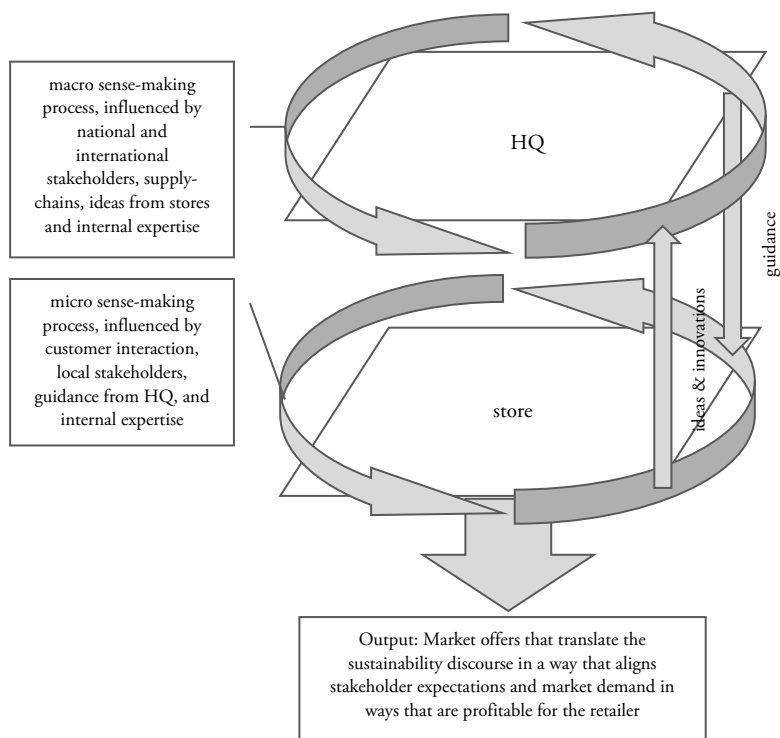 macro sense-making
process, influenced by
national and
international
stakeholders, supply-
chains, ideas from stores
and internal expertise
HQ
guidance
micro sense-making
process, influenced by
customer interaction,
local stakeholders,
guidance from HQ, and
internal expertise
ideas & innovations
store
Output: Market offers that translate the
sustainability discourse in a way that aligns
stakeholder expectations and market demand in
ways that are profitable for the retailer